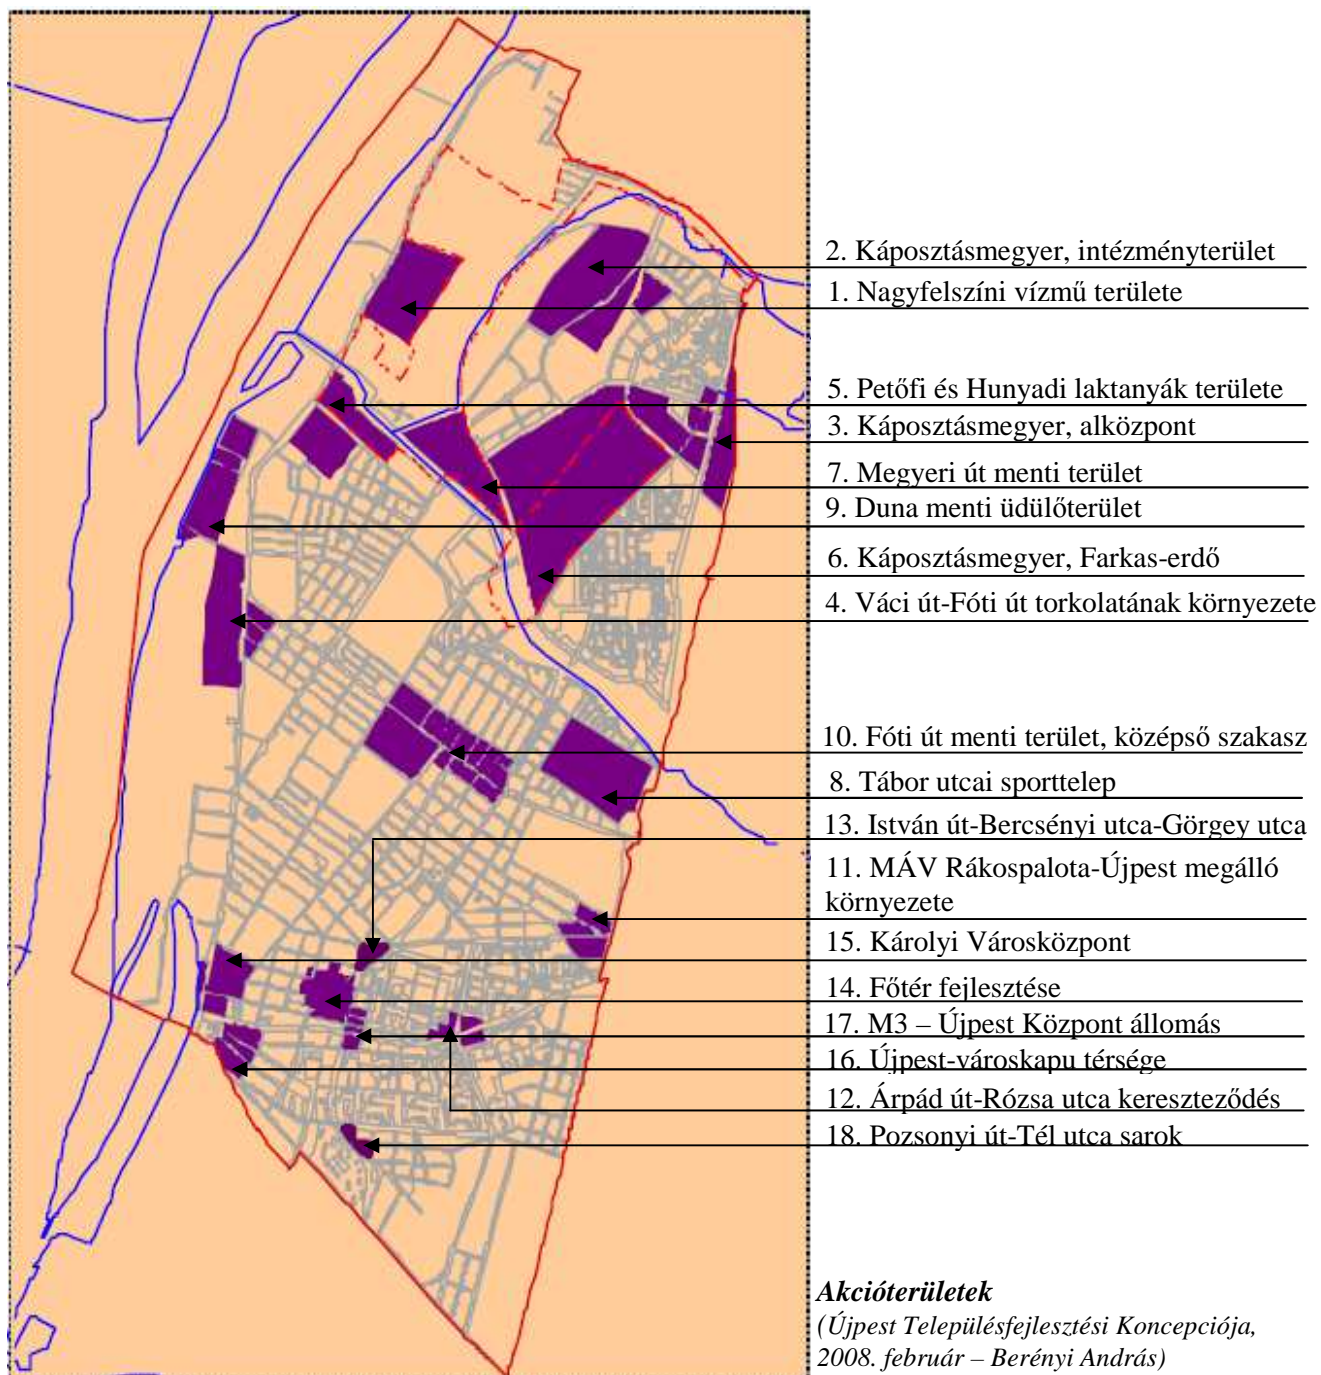 2. Káposztásmegyer, intézményterület
1. Nagyfelszíni vízmű területe
5. Petőfi és Hunyadi laktanyák területe
3. Káposztásmegyer, alközpont
7. Megyeri út menti terület
9. Duna menti üdülőterület
6. Káposztásmegyer, Farkas-erdő
4. Váci út-Fóti út torkolatának környezete
10. Fóti út menti terület, középső szakasz
8. Tábor utcai sporttelep
13. István út-Bercsényi utca-Görgey utca
11. MÁV Rákospalota-Újpest megálló
környezete
15. Károlyi Városközpont
14. Főtér fejlesztése
17. M3 – Újpest Központ állomás
16. Újpest-városkapu térsége
12. Árpád út-Rózsa utca kereszteződés
18. Pozsonyi út-Tél utca sarok
Akcióterületek
(Újpest Településfejlesztési Koncepciója,
2008. február – Berényi András)